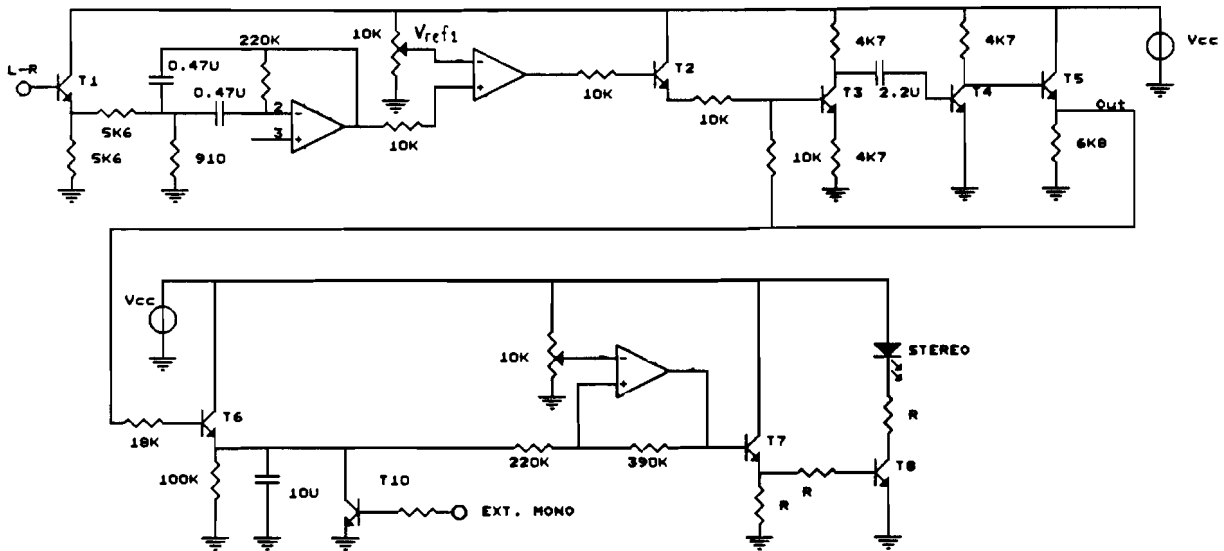 10K
Vref1
220K
0.47U
4K7
4K7
Vcc
L-R
T1
T2
T5
0.47U
T3
2.2U
T4
2
10K
Out
3
5K6
10K
10K
5K6
910
10K
4K7
6K8
Vcc
STEREO
10K
T6
R
18K
T7
220K
390K
T8
100K
10U
T10
R
R
EXT. MONO